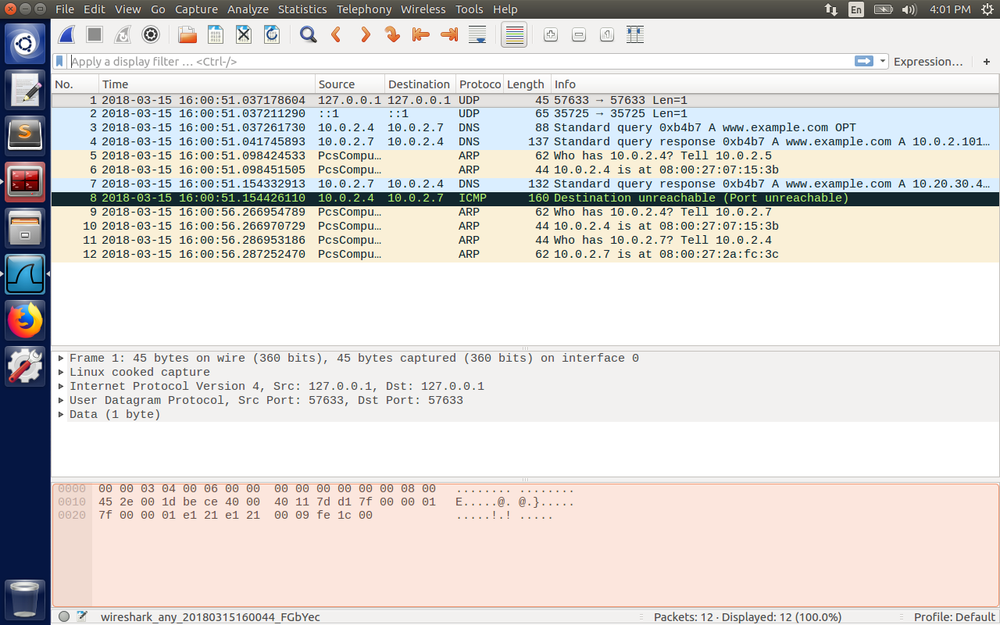 File Edit View Go Capture Analyze Statistics Telephony Wireless Tools Help En 4:01 PM
Apply a display filter … <Ctrl-/> Expression… +
No. Time Source Destination Protoco Length Info
1 2018-03-15 16:00:51.037178604 127.0.0.1 127.0.0.1 UDP 45 57633 → 57633 Len=1
2 2018-03-15 16:00:51.037211290 ::1 ::1 UDP 65 35725 → 35725 Len=1
3 2018-03-15 16:00:51.037261730 10.0.2.4 10.0.2.7 DNS 88 Standard query 0xb4b7 A www.example.com OPT
4 2018-03-15 16:00:51.041745893 10.0.2.7 10.0.2.4 DNS 137 Standard query response 0xb4b7 A www.example.com A 10.0.2.101…
5 2018-03-15 16:00:51.098424533 PcsCompu… ARP 62 Who has 10.0.2.4? Tell 10.0.2.5
6 2018-03-15 16:00:51.098451505 PcsCompu… ARP 44 10.0.2.4 is at 08:00:27:07:15:3b
7 2018-03-15 16:00:51.154332913 10.0.2.7 10.0.2.4 DNS 132 Standard query response 0xb4b7 A www.example.com A 10.20.30.4…
8 2018-03-15 16:00:51.154426110 10.0.2.4 10.0.2.7 ICMP 160 Destination unreachable (Port unreachable)
9 2018-03-15 16:00:56.266954789 PcsCompu… ARP 62 Who has 10.0.2.4? Tell 10.0.2.7
10 2018-03-15 16:00:56.266970729 PcsCompu… ARP 44 10.0.2.4 is at 08:00:27:07:15:3b
11 2018-03-15 16:00:56.286953186 PcsCompu… ARP 44 Who has 10.0.2.7? Tell 10.0.2.4
12 2018-03-15 16:00:56.287252470 PcsCompu… ARP 62 10.0.2.7 is at 08:00:27:2a:fc:3c
Frame 1: 45 bytes on wire (360 bits), 45 bytes captured (360 bits) on interface 0
Linux cooked capture
Internet Protocol Version 4, Src: 127.0.0.1, Dst: 127.0.0.1
User Datagram Protocol, Src Port: 57633, Dst Port: 57633
Data (1 byte)
0000 00 00 03 04 00 06 00 00 00 00 00 00 00 00 08 00 ........ ........
0010 45 2e 00 1d be ce 40 00 40 11 7d d1 7f 00 00 01 E.....@. @.}.....
0020 7f 00 00 01 e1 21 e1 21 00 09 fe 1c 00 .....!.! .....
wireshark_any_20180315160044_FGbYec Packets: 12 · Displayed: 12 (100.0%) Profile: Default